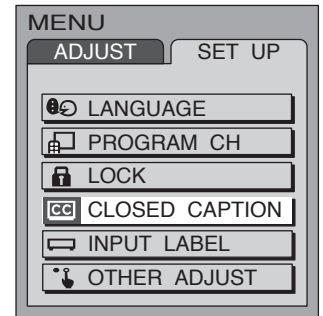 MENU
ADJUST SET UP
LANGUAGE
PROGRAM CH
LOCK
CC CLOSED CAPTION
INPUT LABEL
OTHER ADJUST